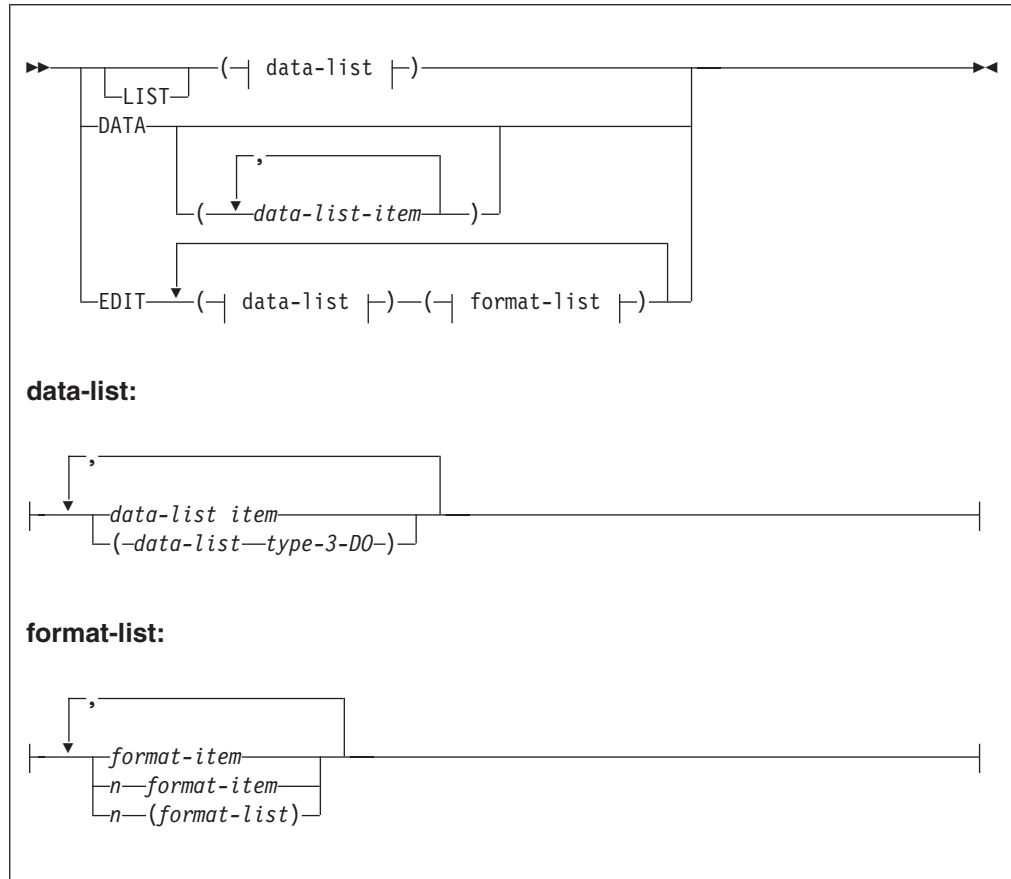 ( data-list )
LIST
DATA
,
( data-list-item )
EDIT ( data-list ) ( format-list )
data-list:
,
data-list item
( data-list type-3-DO )
format-list:
,
format-item
n format-item
n (format-list)